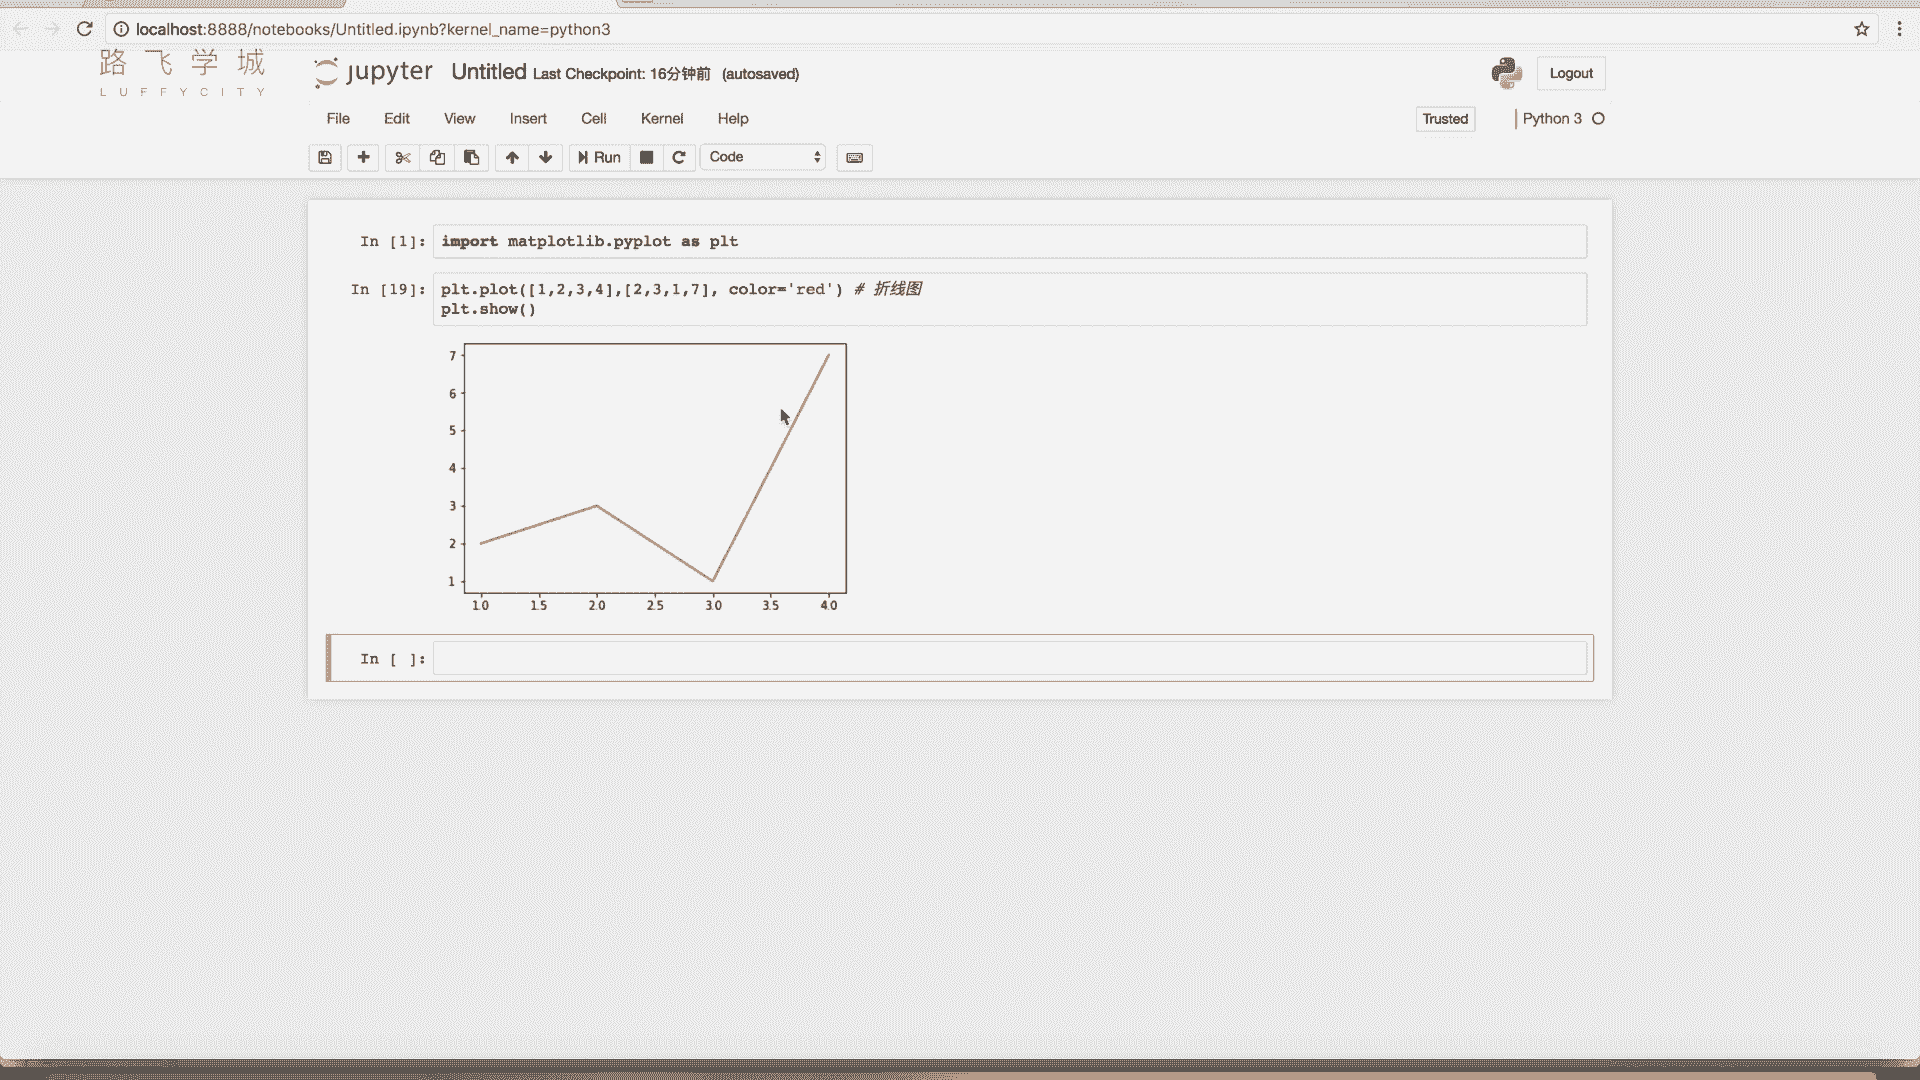 localhost:8888/notebooks/Untitled.ipynb?kernel_name=python3
路飞学城
LUFFYCITY
jupyter Untitled Last Checkpoint: 16分钟前 (autosaved)
Logout
File Edit View Insert Cell Kernel Help
Trusted
Python 3
Run
Code
In [1]: import matplotlib.pyplot as plt
In [19]: plt.plot([1,2,3,4],[2,3,1,7], color='red') # 折线图
plt.show()
7
6
5
4
3
2
1
1.0 1.5 2.0 2.5 3.0 3.5 4.0
In [ ]: